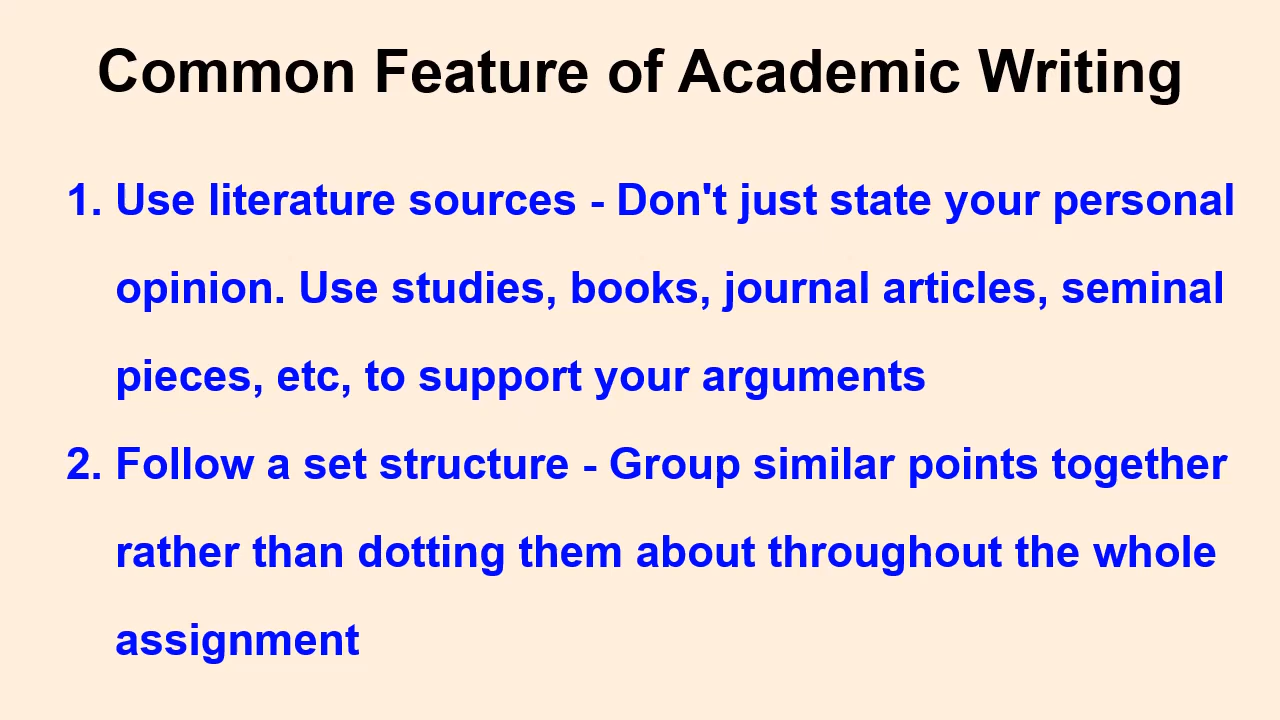 Common Feature of Academic Writing
1. Use literature sources - Don't just state your personal
opinion. Use studies, books, journal articles, seminal
pieces, etc, to support your arguments
2. Follow a set structure - Group similar points together
rather than dotting them about throughout the whole
assignment